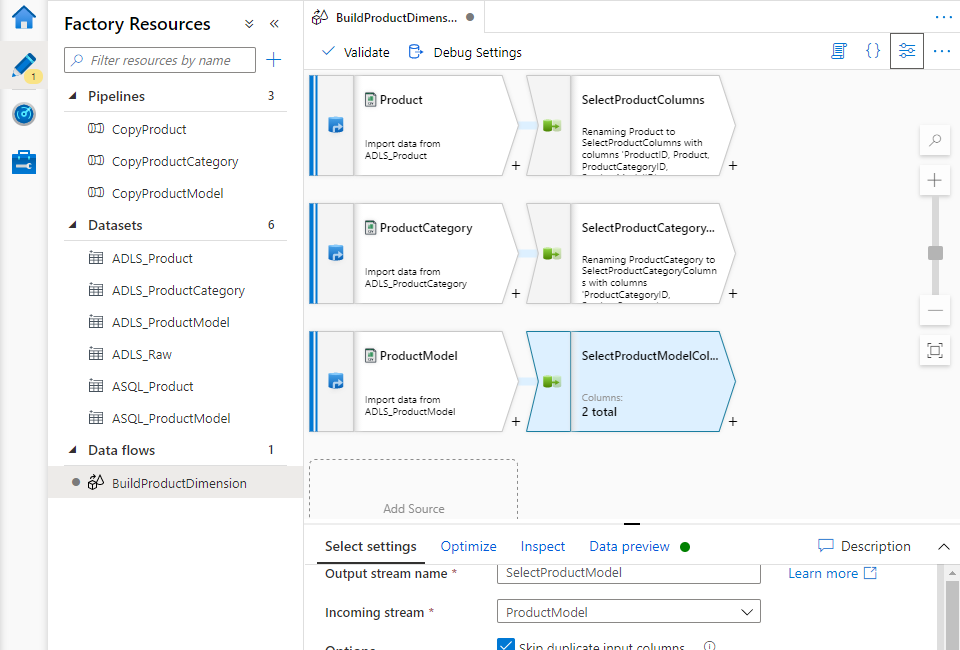 Factory Resources
Filter resources by name
1
Pipelines 3
CopyProduct
CopyProductCategory
CopyProductModel
Datasets 6
ADLS_Product
ADLS_ProductCategory
ADLS_ProductModel
ADLS_Raw
ASQL_Product
ASQL_ProductModel
Data flows 1
BuildProductDimension
BuildProductDimens...
Validate Debug Settings
Product
Import data from
ADLS_Product
SelectProductColumns
Renaming Product to
SelectProductColumns with
columns 'ProductID, Product,
ProductCategoryID,
ProductCategory
Import data from
ADLS_ProductCategory
SelectProductCategory...
Renaming ProductCategory to
SelectProductCategoryColumn
s with columns
'ProductCategoryID,
ProductModel
Import data from
ADLS_ProductModel
SelectProductModelCol...
Columns:
2 total
Add Source
Select settings Optimize Inspect Data preview Description
Output stream name * SelectProductModel Learn more
Incoming stream * ProductModel
Options Skip duplicate input columns